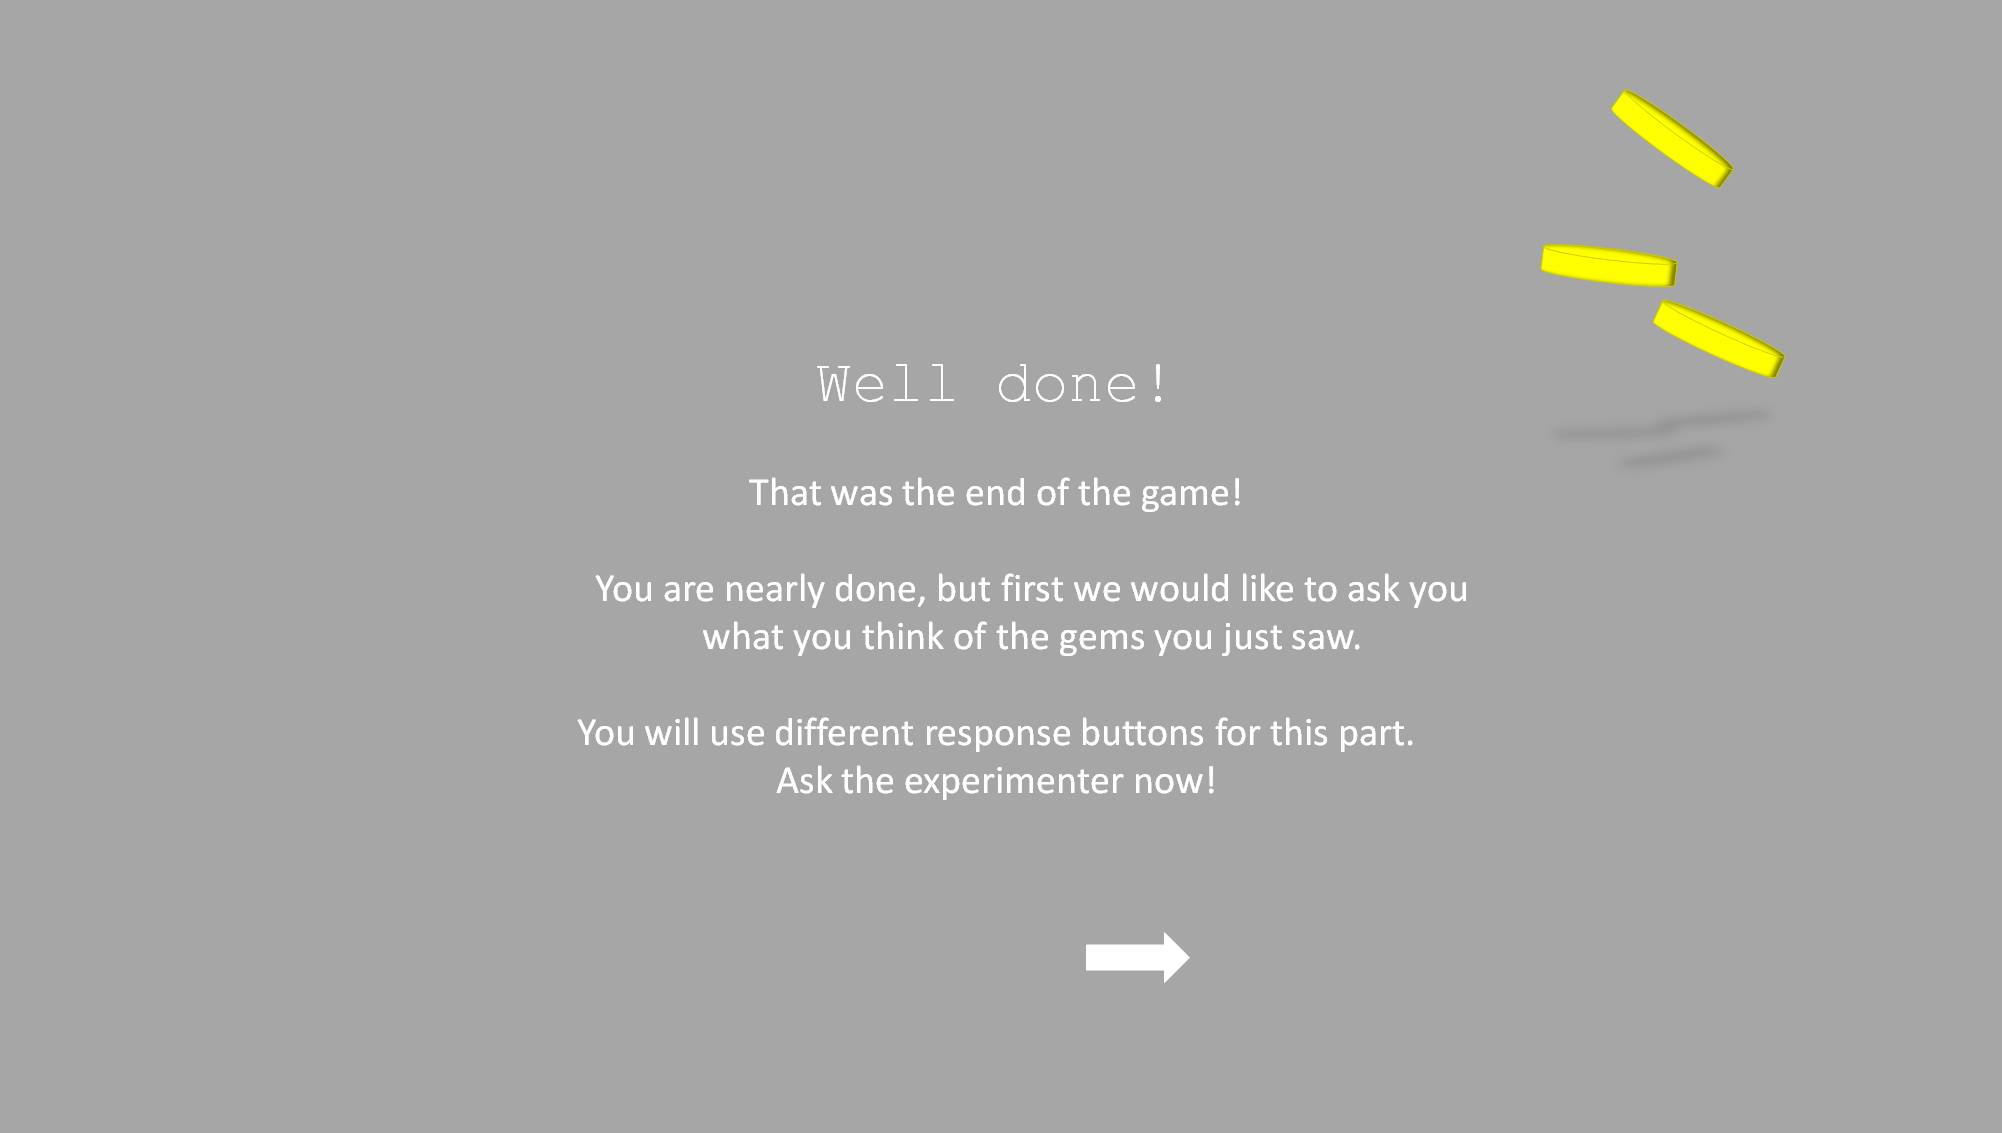 Well done!
That was the end of the game!
You are nearly done, but first we would like to ask you
what you think of the gems you just saw.
You will use different response buttons for this part.
Ask the experimenter now!